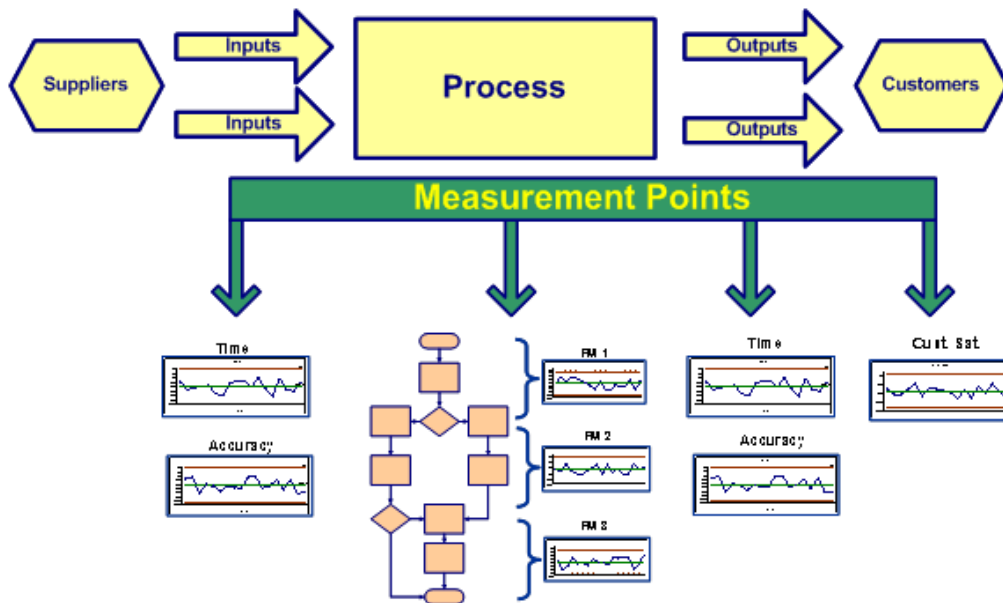 Suppliers
Inputs
Inputs
Process
Outputs
Outputs
Customers
Measurement Points
Time
Accuracy
PM 1
PM 2
PM 3
Time
Accuracy
Cust Sat